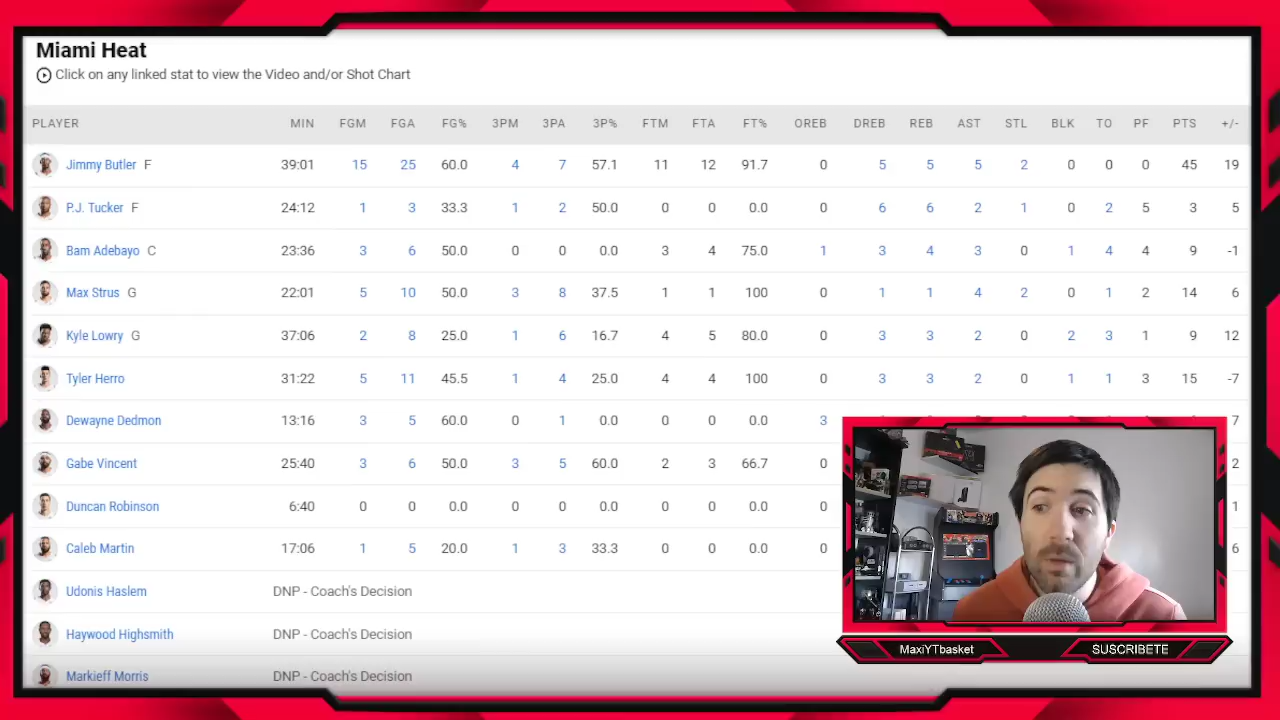 Miami Heat
Click on any linked stat to view the Video and/or Shot Chart
PLAYER MIN FGM FGA FG% 3PM 3PA 3P% FTM FTA FT% OREB DREB REB AST STL BLK TO PF PTS +/-
Jimmy Butler F 39:01 15 25 60.0 4 7 57.1 11 12 91.7 0 5 5 5 2 0 0 0 45 19
P.J. Tucker F 24:12 1 3 33.3 1 2 50.0 0 0 0.0 0 6 6 2 1 0 2 5 3 5
Bam Adebayo C 23:36 3 6 50.0 0 0 0.0 3 4 75.0 1 3 4 3 0 1 4 4 9 -1
Max Strus G 22:01 5 10 50.0 3 8 37.5 1 1 100 0 1 1 4 2 0 1 2 14 6
Kyle Lowry G 37:06 2 8 25.0 1 6 16.7 4 5 80.0 0 3 3 2 0 2 3 1 9 12
Tyler Herro 31:22 5 11 45.5 1 4 25.0 4 4 100 0 3 3 2 0 1 1 3 15 -7
Dewayne Dedmon 13:16 3 5 60.0 0 1 0.0 0 0 0.0 3 7
Gabe Vincent 25:40 3 6 50.0 3 5 60.0 2 3 66.7 0 2
Duncan Robinson 6:40 0 0 0.0 0 0 0.0 0 0 0.0 0 1
Caleb Martin 17:06 1 5 20.0 1 3 33.3 0 0 0.0 0 6
Udonis Haslem DNP - Coach's Decision
Haywood Highsmith DNP - Coach's Decision
Markieff Morris DNP - Coach's Decision
MaxiYTbasket SUSCRIBETE